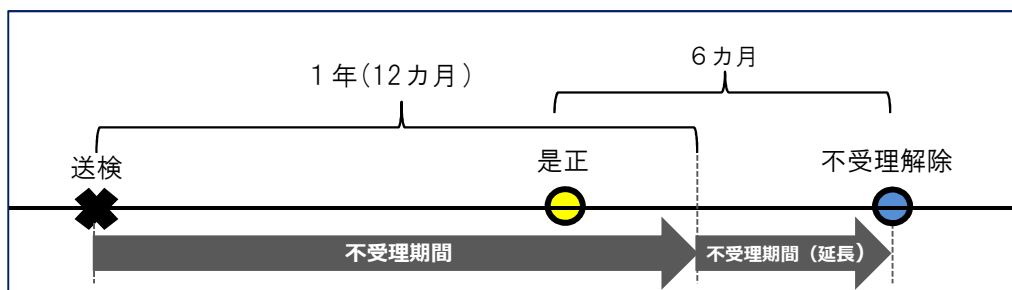 ６カ月
１年(12カ月)
送検
是正
不受理解除
不受理期間
不受理期間（延長）